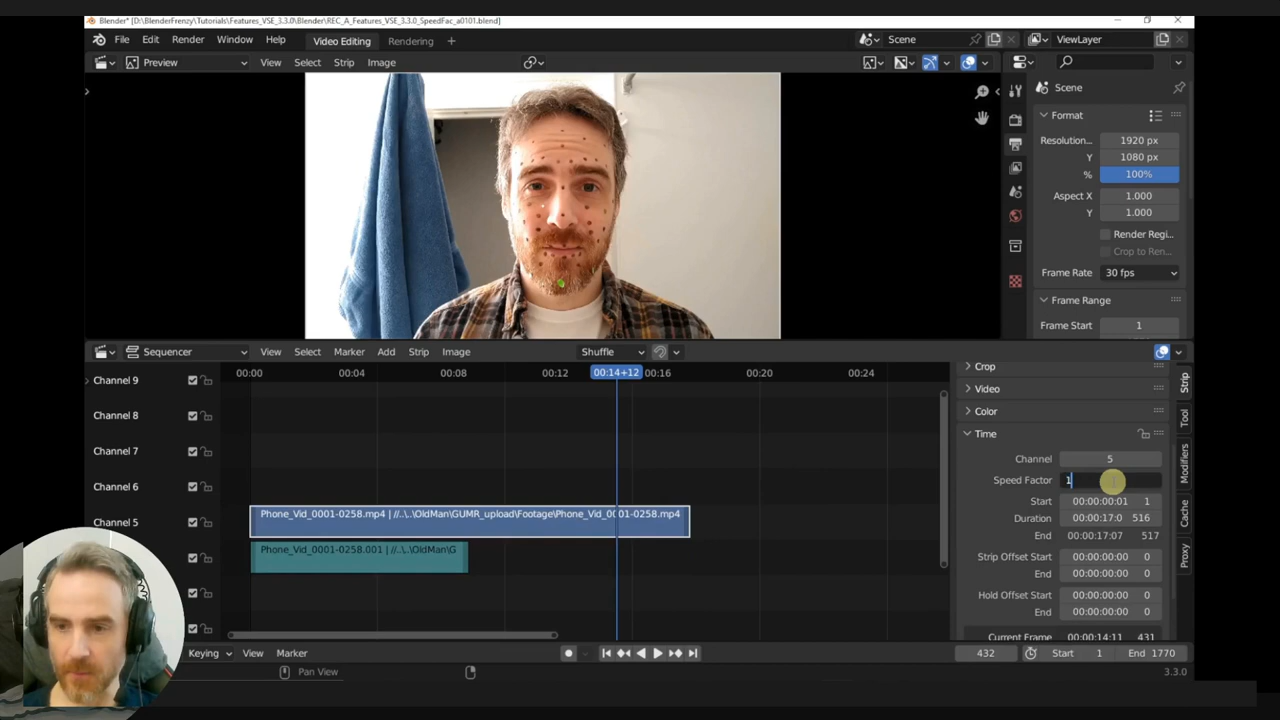 Blender* [D:\BlenderFrenzy\Tutorials\Features_VSE_3.3.0\Blender\REC_A_Features_VSE_3.3.0_SpeedFac_a0101.blend]
File Edit Render Window Help Video Editing Rendering + Scene ViewLayer
Preview View Select Strip Image
Scene
Format
Resolution... 1920 px
Y 1080 px
% 100%
Aspect X 1.000
Y 1.000
Render Regi...
Crop to Ren...
Frame Rate 30 fps
Frame Range
Frame Start 1
Sequencer View Select Marker Add Strip Image Shuffle
00:00 00:04 00:08 00:12 00:14+12 00:16 00:20 00:24
Channel 9
Channel 8
Channel 7
Channel 6
Channel 5
Phone_Vid_0001-0258.mp4 | //..\..\OldMan\GUMR_upload\Footage\Phone_Vid_0001-0258.mp4
Phone_Vid_0001-0258.001 | //..\..\OldMan\G
Crop
Video
Color
Time
Channel 5
Speed Factor 1
Start 00:00:00:01 1
Duration 00:00:17:0 516
End 00:00:17:07 517
Strip Offset Start 00:00:00:00 0
End 00:00:00:00 0
Hold Offset Start 00:00:00:00 0
End 00:00:00:00 0
Current Frame 00:00:14:11 431
Strip
Tool
Modifiers
Cache
Proxy
Keying View Marker 432 Start 1 End 1770
Pan View 3.3.0